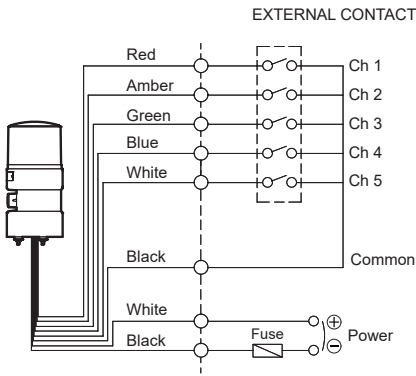 EXTERNAL CONTACT
Red
Ch 1
Amber
Ch 2
Green
Ch 3
Blue
Ch 4
White
Ch 5
Black
Common
White
⊕
Fuse
Power
Black
⊖